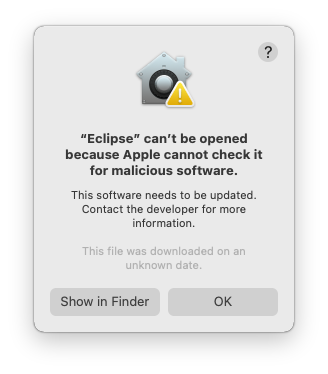 ?
“Eclipse” can’t be opened
because Apple cannot check it
for malicious software.
This software needs to be updated.
Contact the developer for more
information.
This file was downloaded on an
unknown date.
Show in Finder
OK